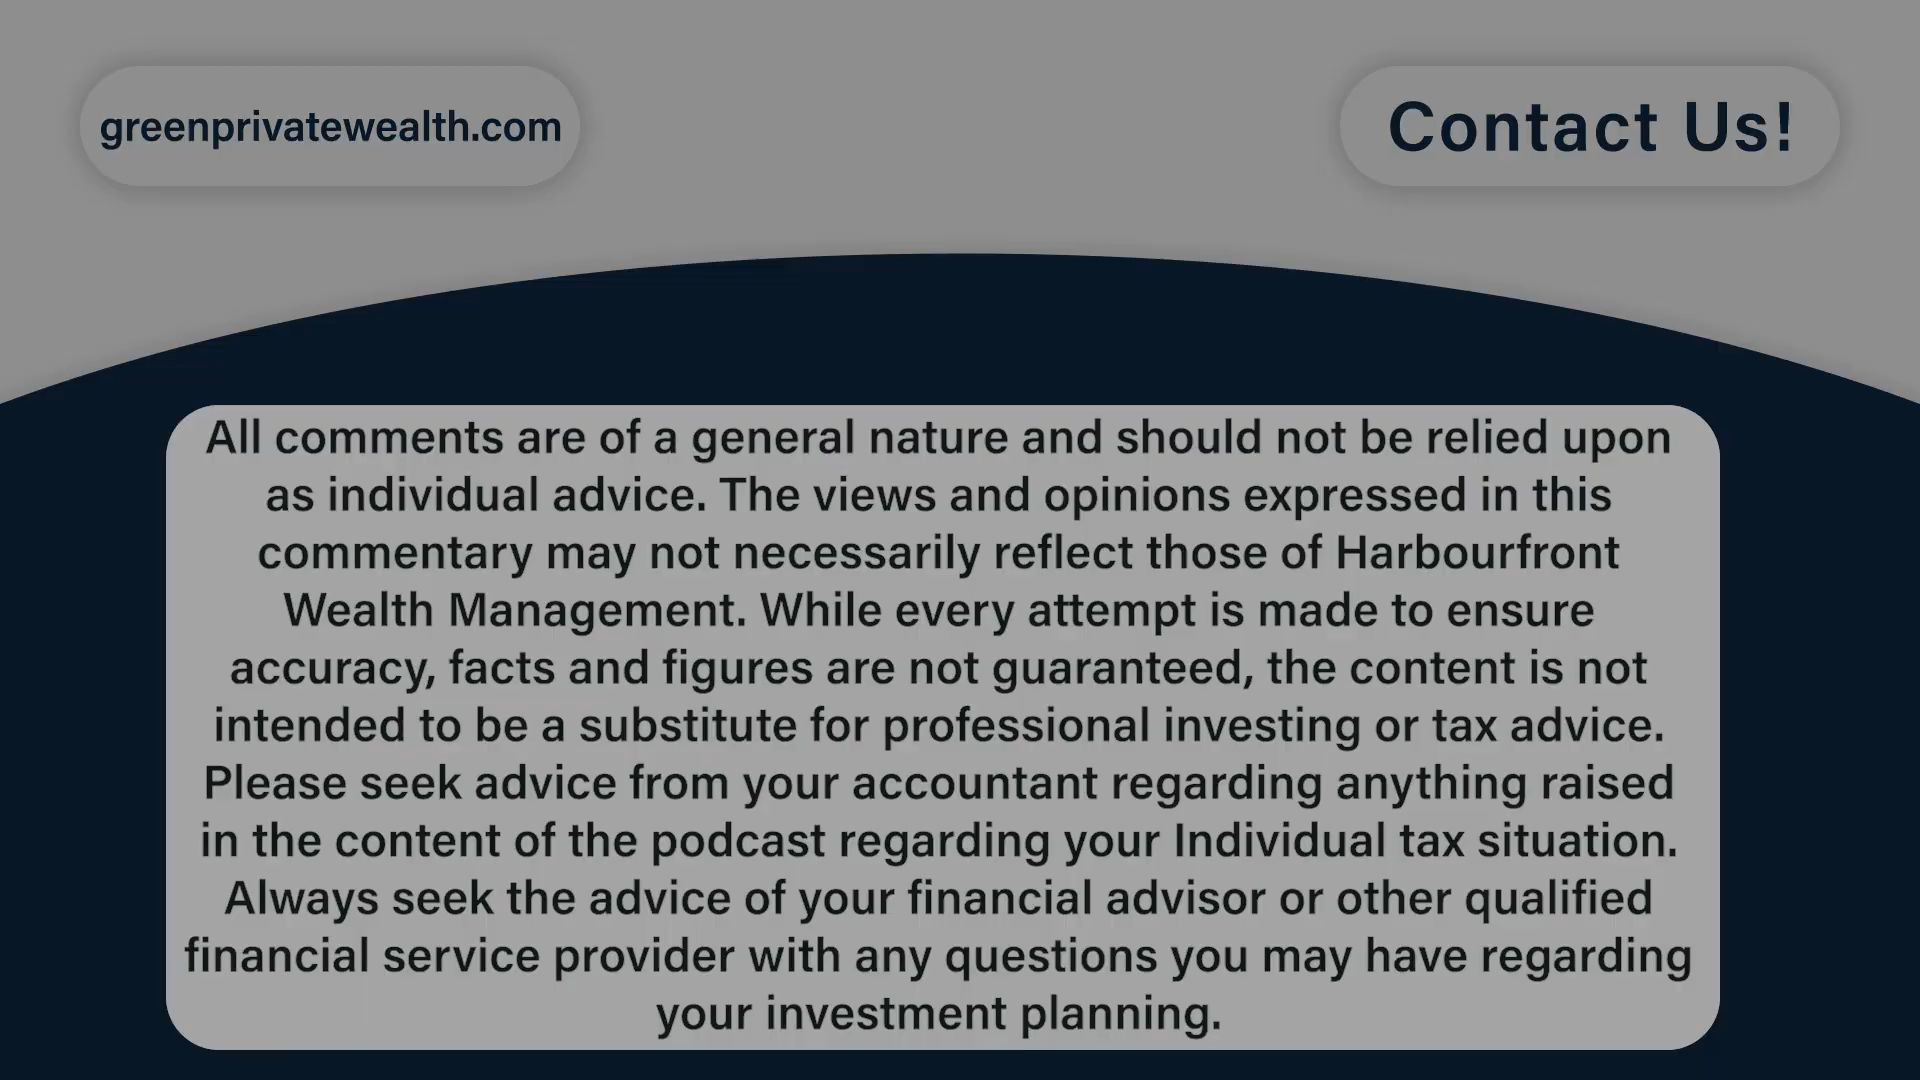 greenprivatewealth.com
Contact Us!
All comments are of a general nature and should not be relied upon
as individual advice. The views and opinions expressed in this
commentary may not necessarily reflect those of Harbourfront
Wealth Management. While every attempt is made to ensure
accuracy, facts and figures are not guaranteed, the content is not
intended to be a substitute for professional investing or tax advice.
Please seek advice from your accountant regarding anything raised
in the content of the podcast regarding your Individual tax situation.
Always seek the advice of your financial advisor or other qualified
financial service provider with any questions you may have regarding
your investment planning.